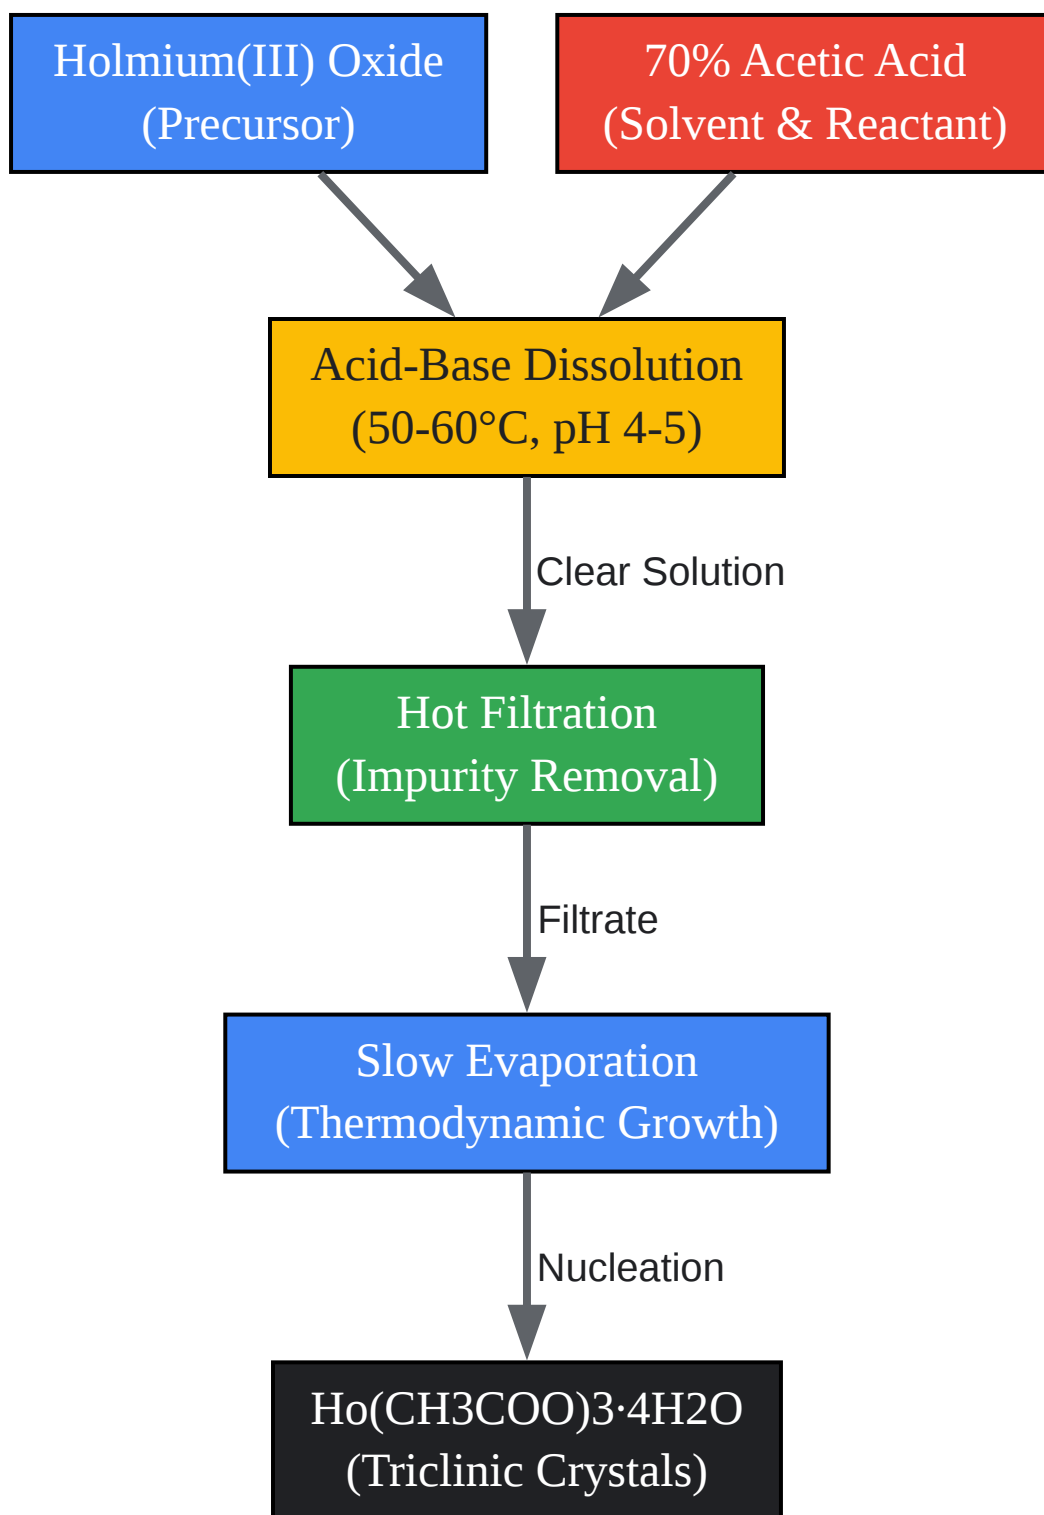 Holmium(III) Oxide
(Precursor)
70% Acetic Acid
(Solvent & Reactant)
Acid-Base Dissolution
(50-60°C, pH 4-5)
Clear Solution
Hot Filtration
(Impurity Removal)
Filtrate
Slow Evaporation
(Thermodynamic Growth)
Nucleation
Ho(CH3COO)3·4H2O
(Triclinic Crystals)